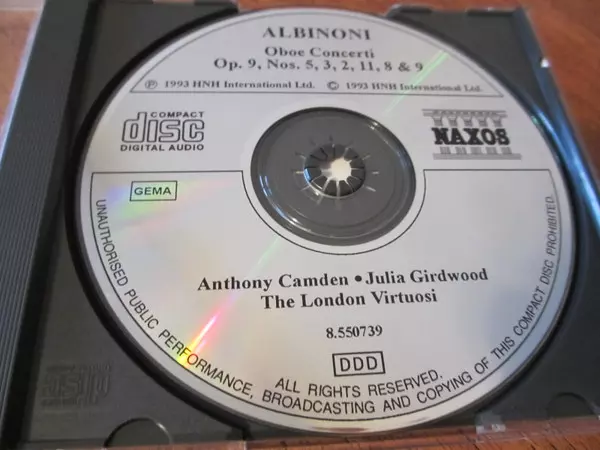 ALBINONI
Oboe Concerti
Op. 9, Nos. 5, 3, 2, 11, 8 & 9
Ⓟ 1993 HNH International Ltd. © 1993 HNH International Ltd.
COMPACT
disc
DIGITAL AUDIO
NAXOS
GEMA
Anthony Camden • Julia Girdwood
The London Virtuosi
8.550739
DDD
ALL RIGHTS RESERVED.
UNAUTHORISED PUBLIC PERFORMANCE, BROADCASTING AND COPYING OF THIS COMPACT DISC PROHIBITED.